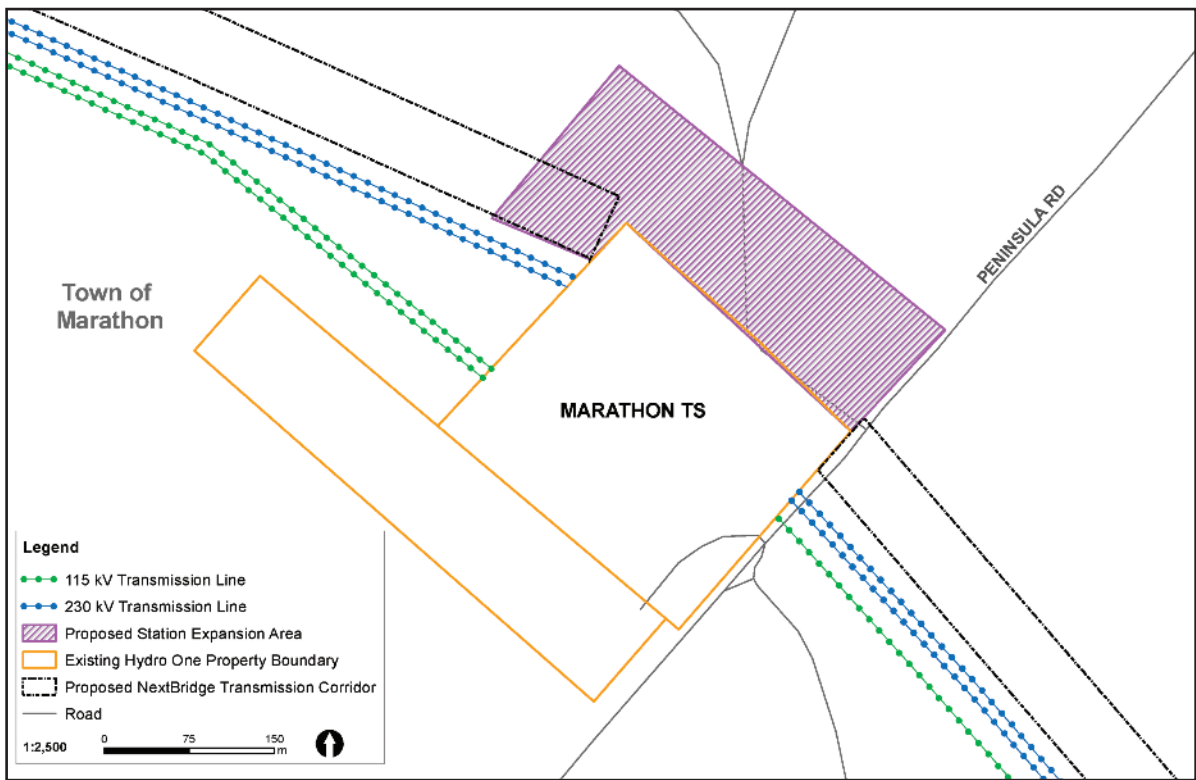 PENINSULA RD
Town of
Marathon
MARATHON TS
Legend
115 kV Transmission Line
230 kV Transmission Line
Proposed Station Expansion Area
Existing Hydro One Property Boundary
Proposed NextBridge Transmission Corridor
Road
1:2,500
0 75 150
m